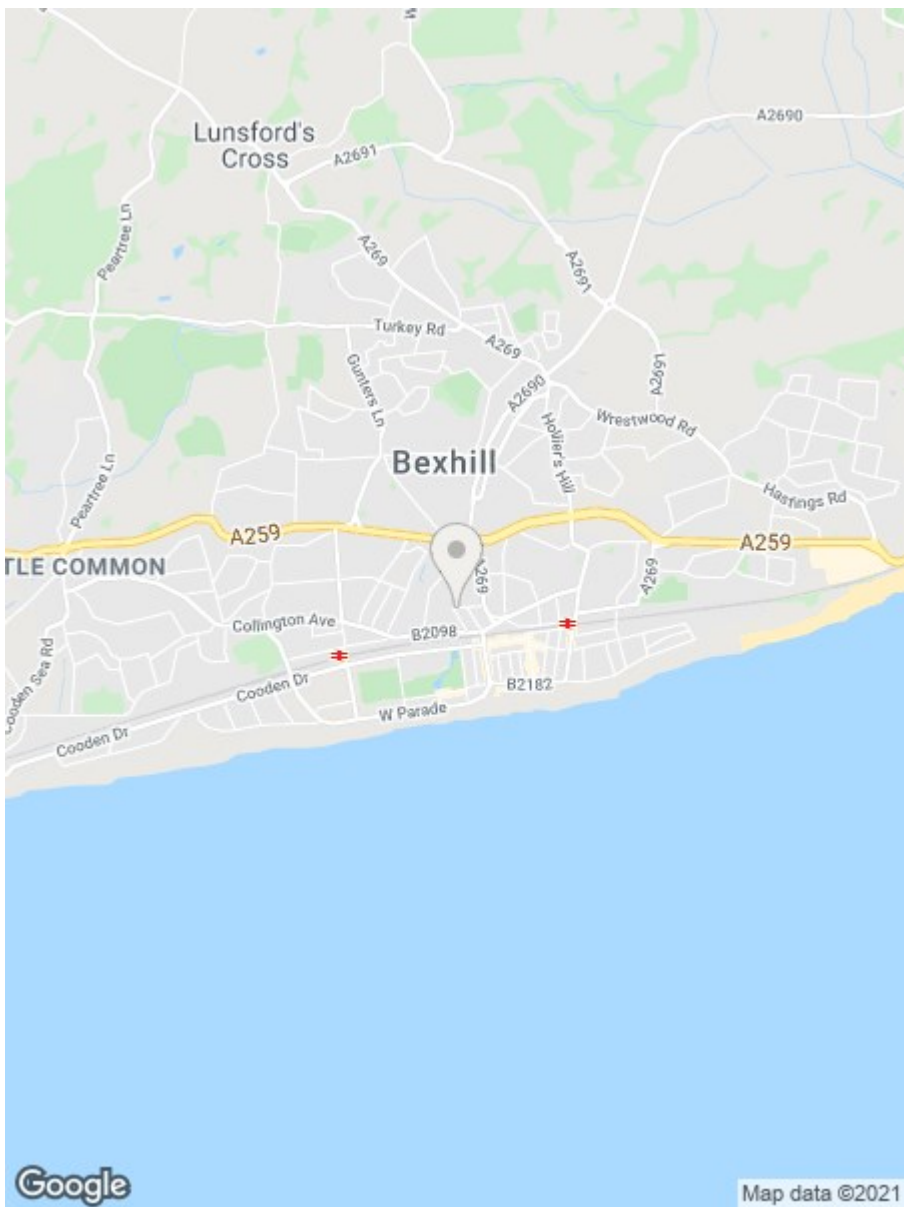 A2690
Lunsford's
Cross
A2691
Peartree Ln
A269
A2691
Turkey Rd
A269
Gunters Ln
A2691
A2690
Hollier's Hill
Wrestwood Rd
Bexhill
Peartree Ln
Hastings Rd
A259
A259
TLE COMMON
A269
A269
Collington Ave
B2098
Cooden Sea Rd
Cooden Dr
B2182
W Parade
Cooden Dr
Google
Map data ©2021